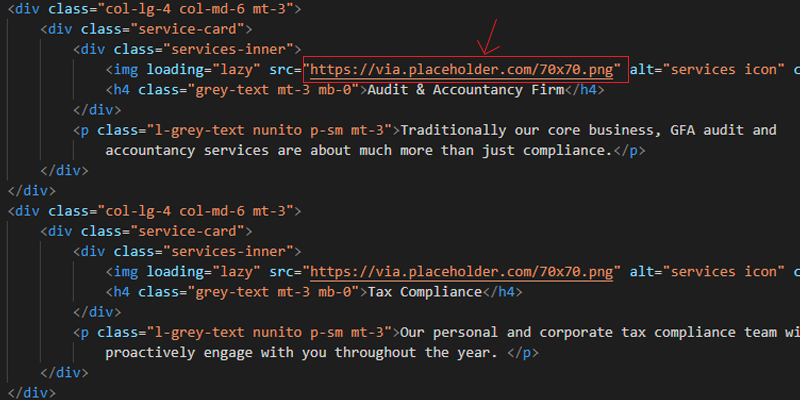 <div class="col-lg-4 col-md-6 mt-3">
<div class="service-card">
<div class="services-inner">
<img loading="lazy" src="https://via.placeholder.com/70x70.png" alt="services icon" c
<h4 class="grey-text mt-3 mb-0">Audit & Accountancy Firm</h4>
</div>
<p class="l-grey-text nunito p-sm mt-3">Traditionally our core business, GFA audit and
accountancy services are about much more than just compliance.</p>
</div>
</div>
<div class="col-lg-4 col-md-6 mt-3">
<div class="service-card">
<div class="services-inner">
<img loading="lazy" src="https://via.placeholder.com/70x70.png" alt="services icon" c
<h4 class="grey-text mt-3 mb-0">Tax Compliance</h4>
</div>
<p class="l-grey-text nunito p-sm mt-3">Our personal and corporate tax compliance team wi
proactively engage with you throughout the year. </p>
</div>
</div>